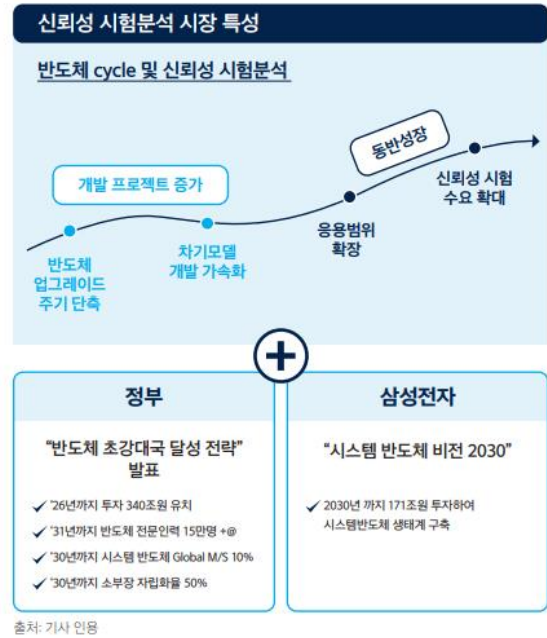 신뢰성 시험분석 시장 특성
반도체 cycle 및 신뢰성 시험분석
동반성장
개발 프로젝트 증가
신뢰성 시험
수요 확대
응용범위
확장
반도체
업그레이드
주기 단축
차기모델
개발 가속화
정부
“반도체 초강대국 달성 전략”
발표
‘26년까지 투자 340조원 유치
‘31년까지 반도체 전문인력 15만명 +@
‘30년까지 시스템 반도체 Global M/S 10%
‘30년까지 소부장 자립화율 50%
삼성전자
“시스템 반도체 비전 2030”
2030년 까지 171조원 투자하여
시스템반도체 생태계 구축
출처: 기사 인용